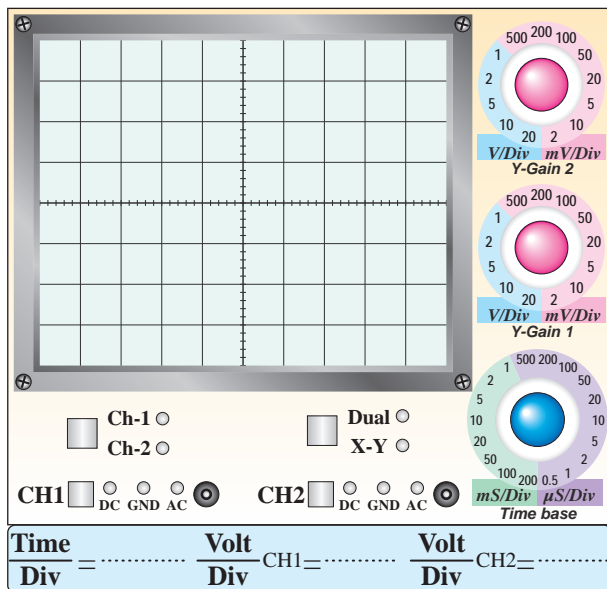 500 200 100
1 50
2 20
5 10
10 20 2
V/Div mV/Div
Y-Gain 2
500 200 100
1 50
2 20
5 10
10 20 2
V/Div mV/Div
Y-Gain 1
1 500 200 100
2 50
5 20
10 10
20 5
50 2
100 200 0.5 1
mS/Div µS/Div
Time base
Ch-1
Ch-2
Dual
X-Y
CH1 DC GND AC
CH2 DC GND AC
Time
Div = ............
Volt
Div CH1=............
Volt
Div CH2=............